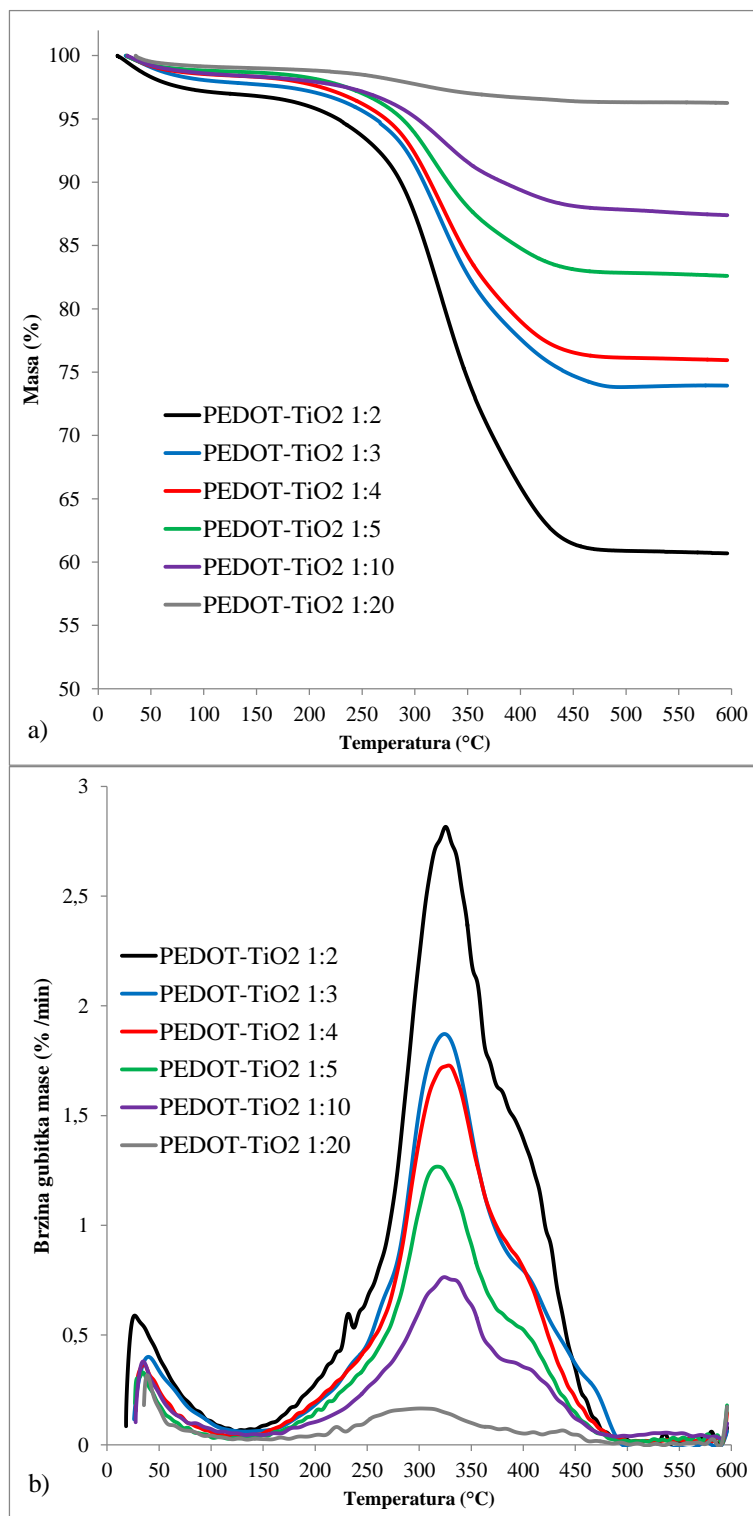 100
95
90
85
80
75
70
65
60
55
50
Masa (%)
PEDOT-TiO2 1:2
PEDOT-TiO2 1:3
PEDOT-TiO2 1:4
PEDOT-TiO2 1:5
PEDOT-TiO2 1:10
PEDOT-TiO2 1:20
0 50 100 150 200 250 300 350 400 450 500 550 600
Temperatura (°C)
a)
3
2,5
2
1,5
1
0,5
0
Brzina gubitka mase (% /min)
PEDOT-TiO2 1:2
PEDOT-TiO2 1:3
PEDOT-TiO2 1:4
PEDOT-TiO2 1:5
PEDOT-TiO2 1:10
PEDOT-TiO2 1:20
0 50 100 150 200 250 300 350 400 450 500 550 600
Temperatura (°C)
b)